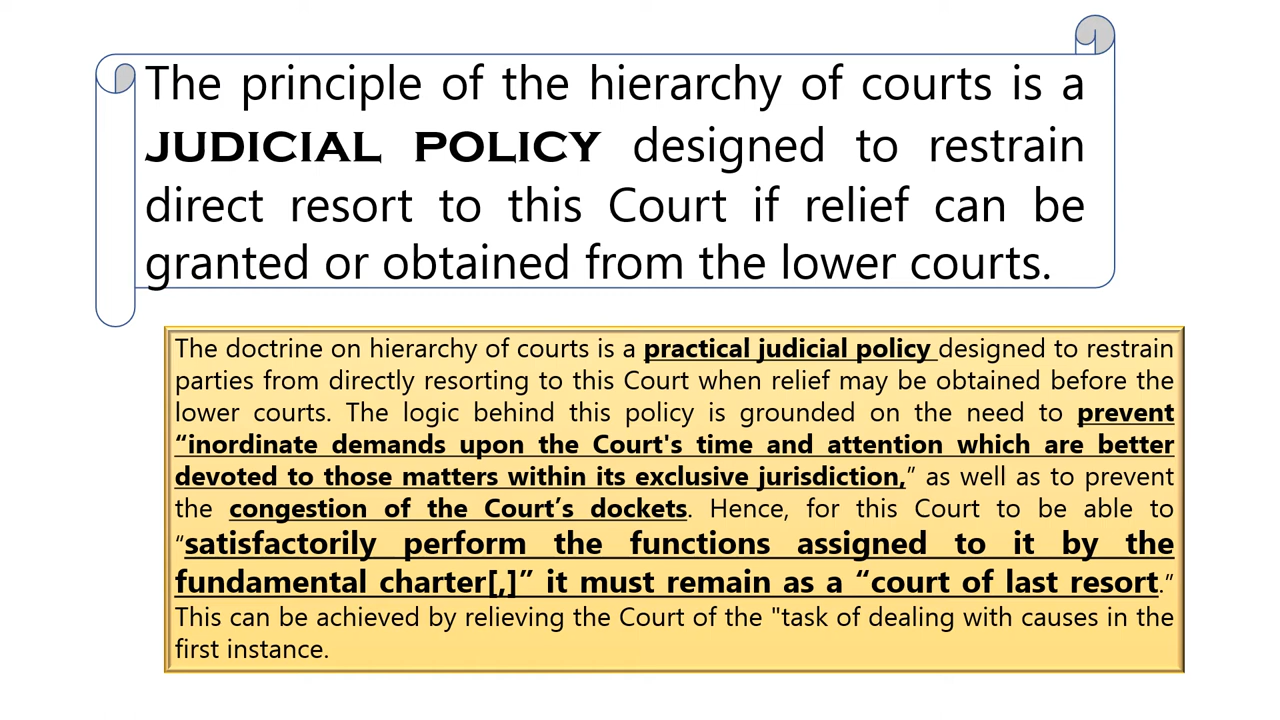 The principle of the hierarchy of courts is a
JUDICIAL POLICY designed to restrain
direct resort to this Court if relief can be
granted or obtained from the lower courts.
The doctrine on hierarchy of courts is a practical judicial policy designed to restrain
parties from directly resorting to this Court when relief may be obtained before the
lower courts. The logic behind this policy is grounded on the need to prevent
“inordinate demands upon the Court's time and attention which are better
devoted to those matters within its exclusive jurisdiction,” as well as to prevent
the congestion of the Court’s dockets. Hence, for this Court to be able to
“satisfactorily perform the functions assigned to it by the
fundamental charter[,]” it must remain as a “court of last resort.”
This can be achieved by relieving the Court of the "task of dealing with causes in the
first instance.